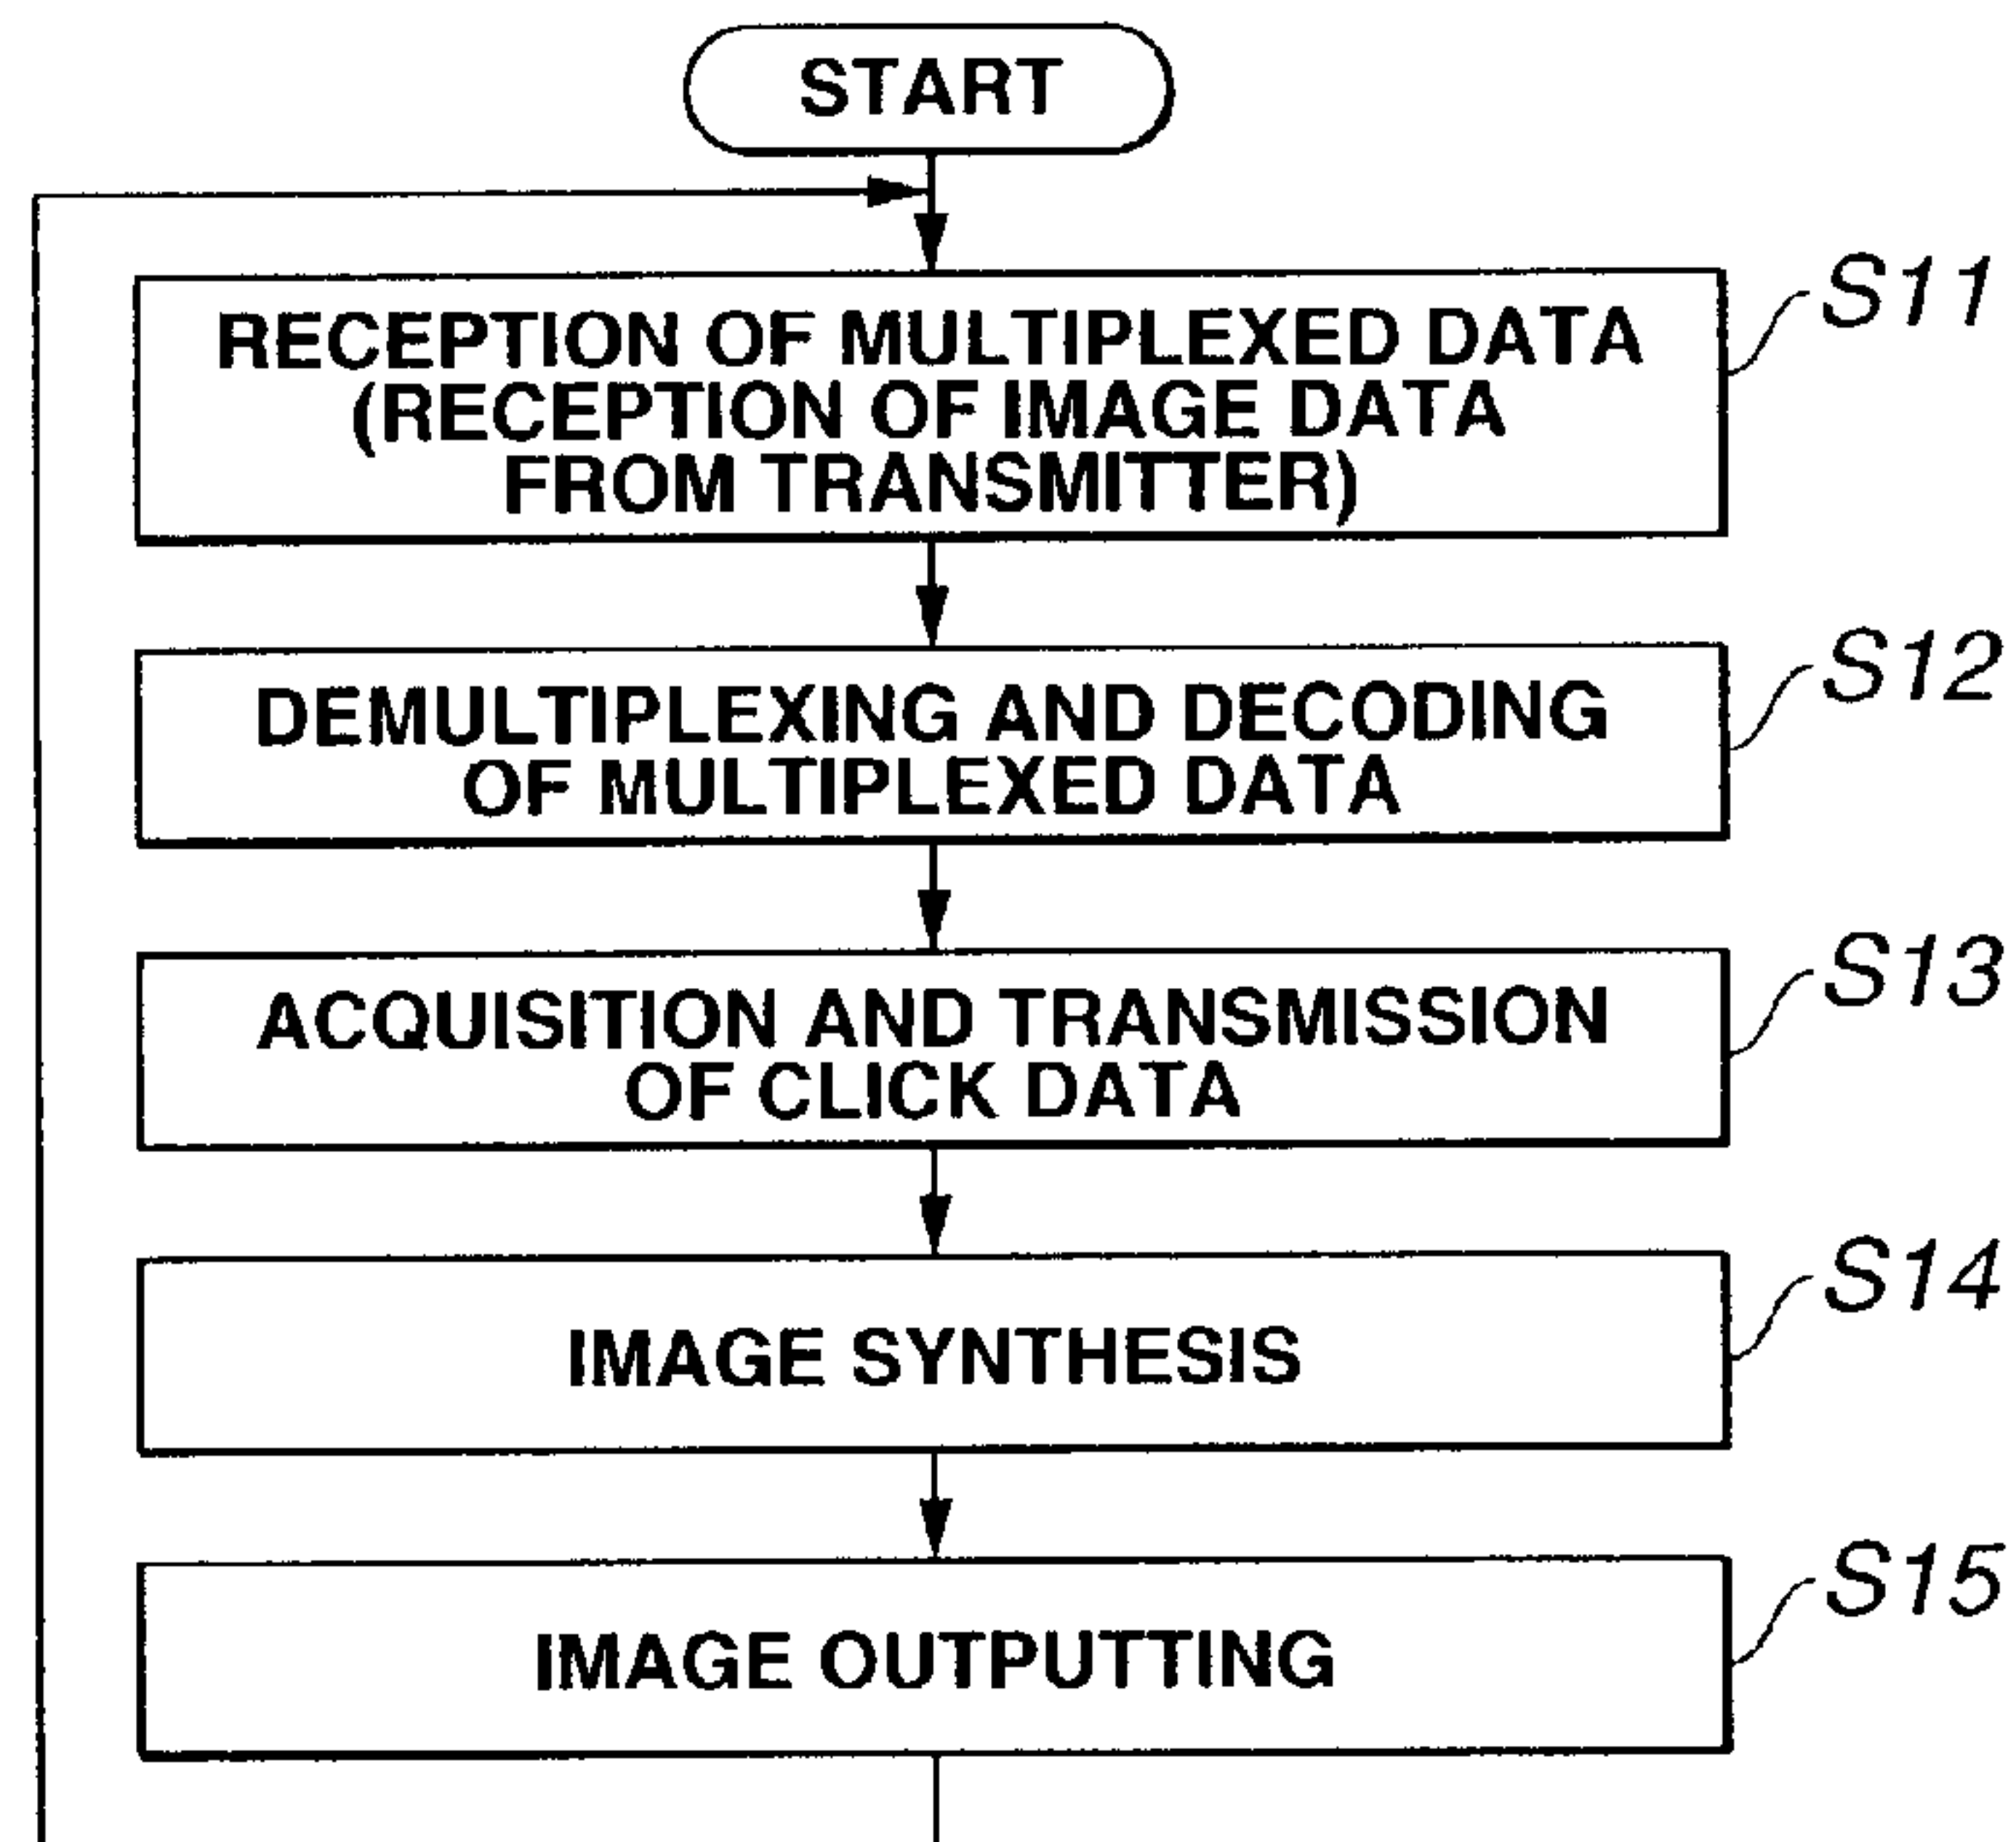 START
RECEPTION OF MULTIPLEXED DATA
(RECEPTION OF IMAGE DATA
FROM TRANSMITTER)
S11
DEMULTIPLEXING AND DECODING
OF MULTIPLEXED DATA
S12
ACQUISITION AND TRANSMISSION
OF CLICK DATA
S13
IMAGE SYNTHESIS
S14
IMAGE OUTPUTTING
S15